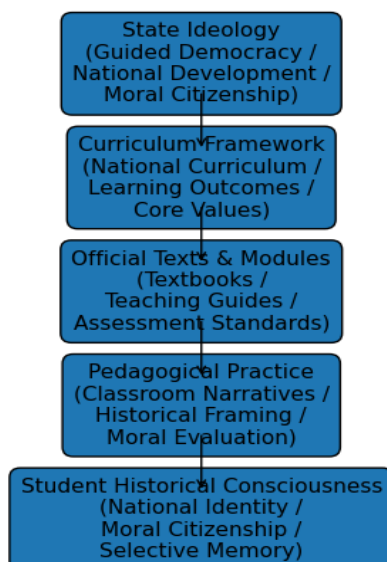 State Ideology
(Guided Democracy /
National Development /
Moral Citizenship)
Curriculum Framework
(National Curriculum /
Learning Outcomes /
Core Values)
Official Texts & Modules
(Textbooks /
Teaching Guides /
Assessment Standards)
Pedagogical Practice
(Classroom Narratives /
Historical Framing /
Moral Evaluation)
Student Historical Consciousness
(National Identity /
Moral Citizenship /
Selective Memory)